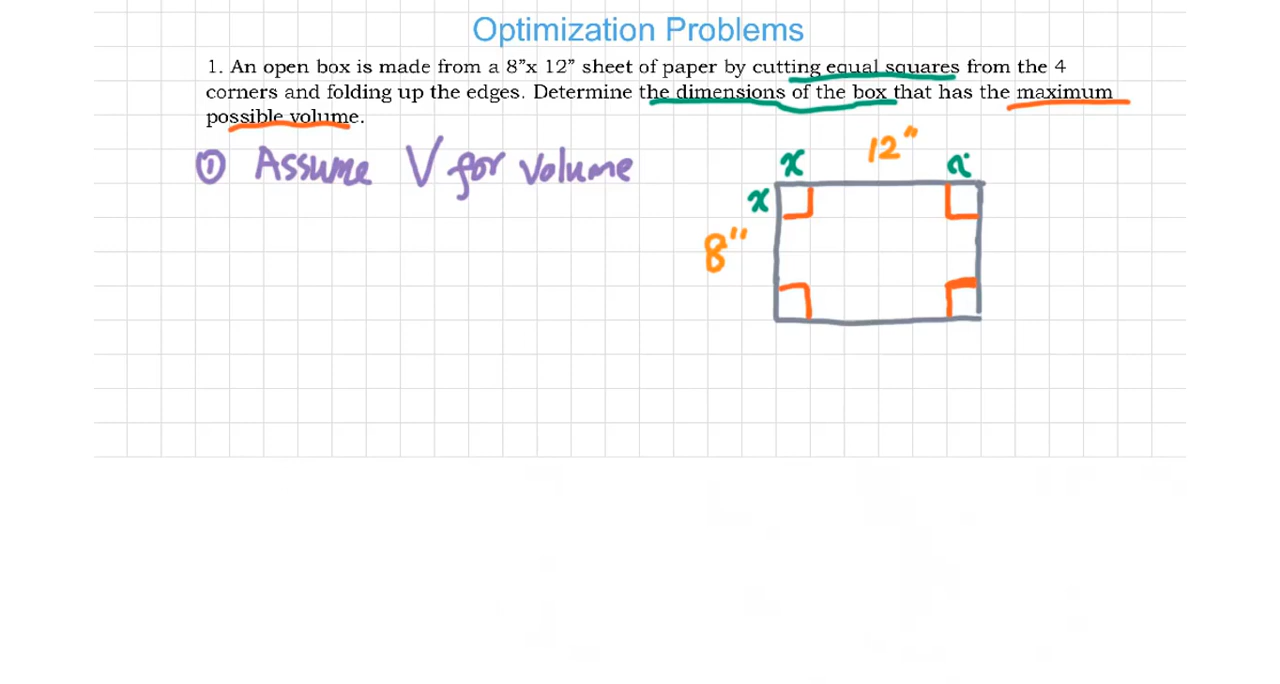 Optimization Problems
1. An open box is made from a 8”x 12” sheet of paper by cutting equal squares from the 4
corners and folding up the edges. Determine the dimensions of the box that has the maximum
possible volume.
① Assume V for volume
12"
x
x
x
8"